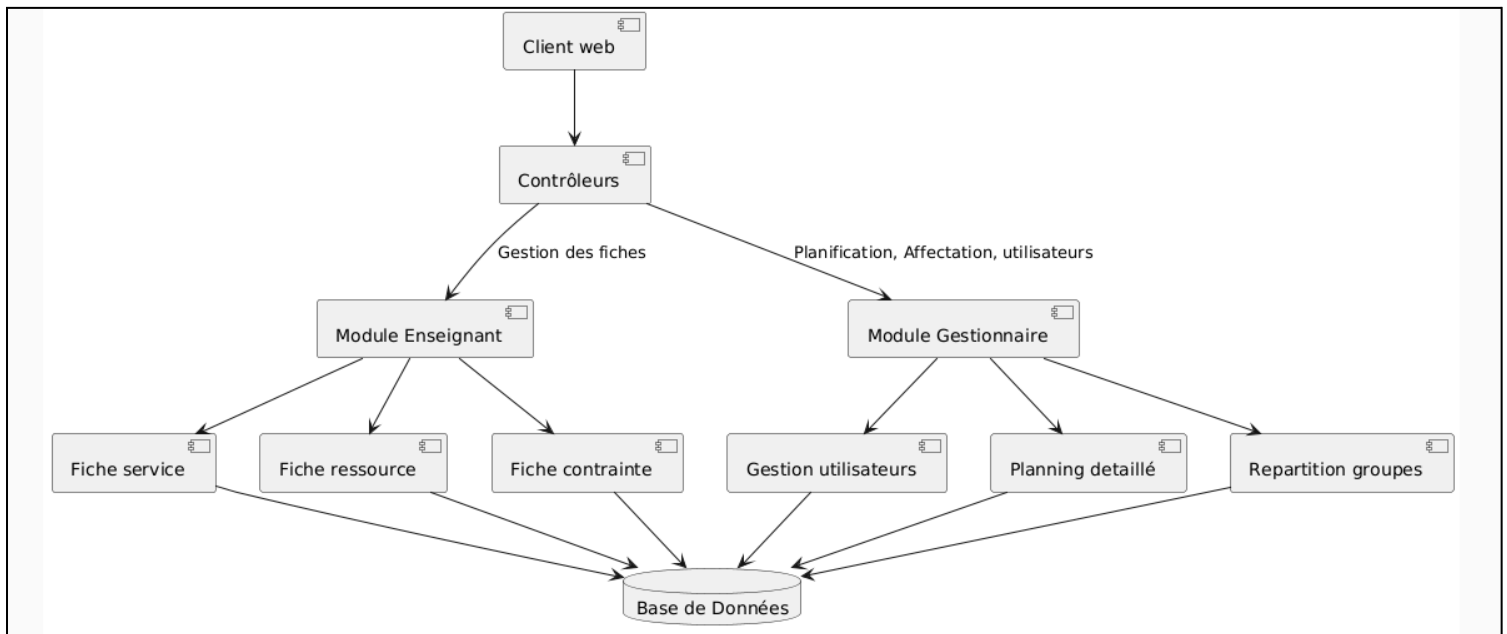 Client web
Contrôleurs
Gestion des fiches
Planification, Affectation, utilisateurs
Module Enseignant
Module Gestionnaire
Fiche service
Fiche ressource
Fiche contrainte
Gestion utilisateurs
Planning detaillé
Repartition groupes
Base de Données